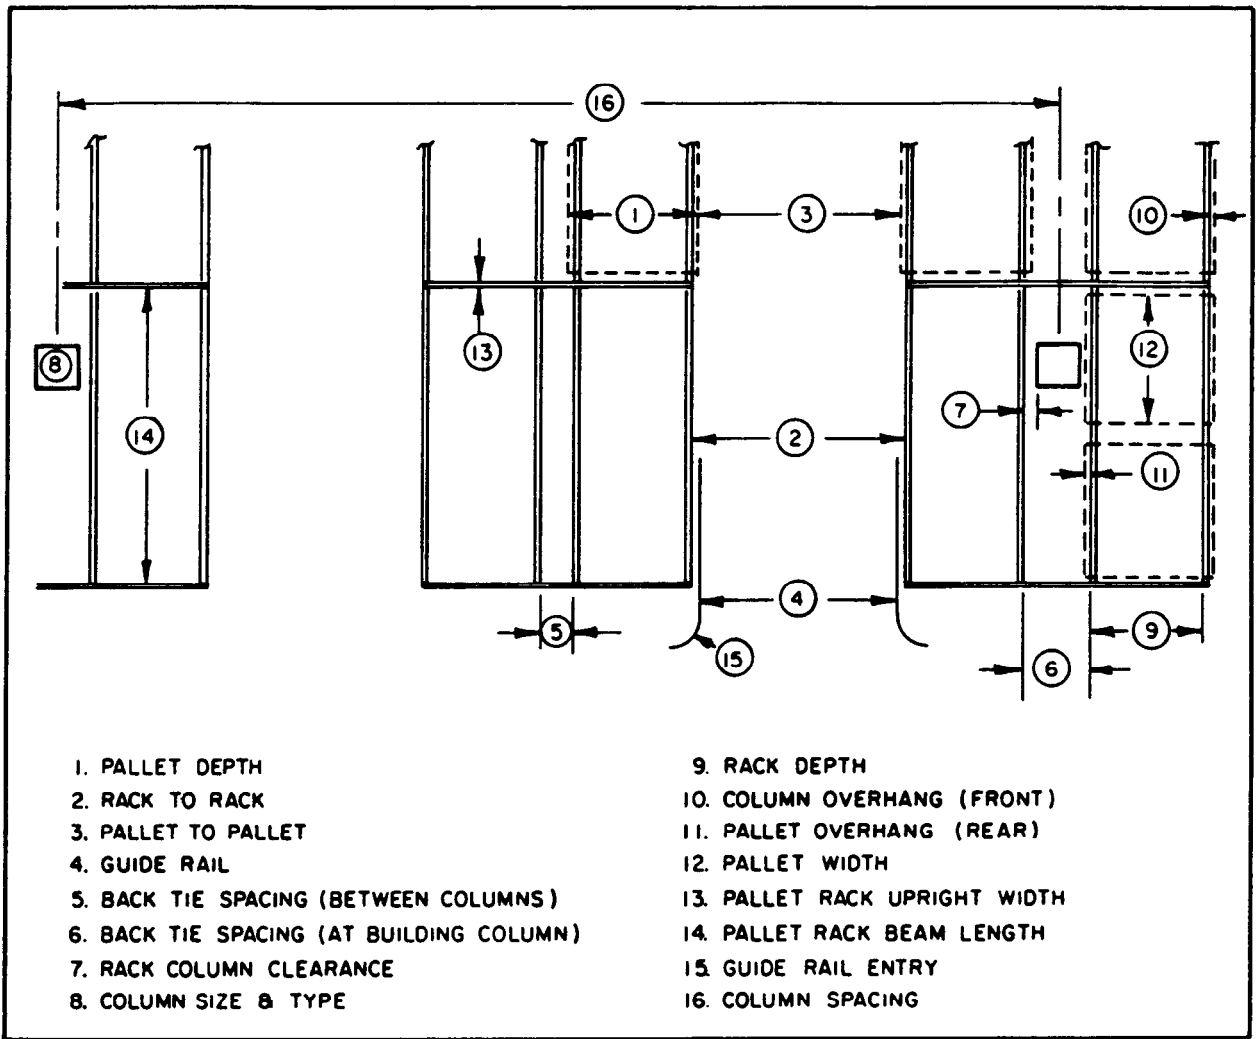 16
1
3
10
13
8
12
7
14
2
11
4
5
15
9
6
1. PALLET DEPTH
2. RACK TO RACK
3. PALLET TO PALLET
4. GUIDE RAIL
5. BACK TIE SPACING (BETWEEN COLUMNS)
6. BACK TIE SPACING (AT BUILDING COLUMN)
7. RACK COLUMN CLEARANCE
8. COLUMN SIZE & TYPE
9. RACK DEPTH
10. COLUMN OVERHANG (FRONT)
11. PALLET OVERHANG (REAR)
12. PALLET WIDTH
13. PALLET RACK UPRIGHT WIDTH
14. PALLET RACK BEAM LENGTH
15. GUIDE RAIL ENTRY
16. COLUMN SPACING